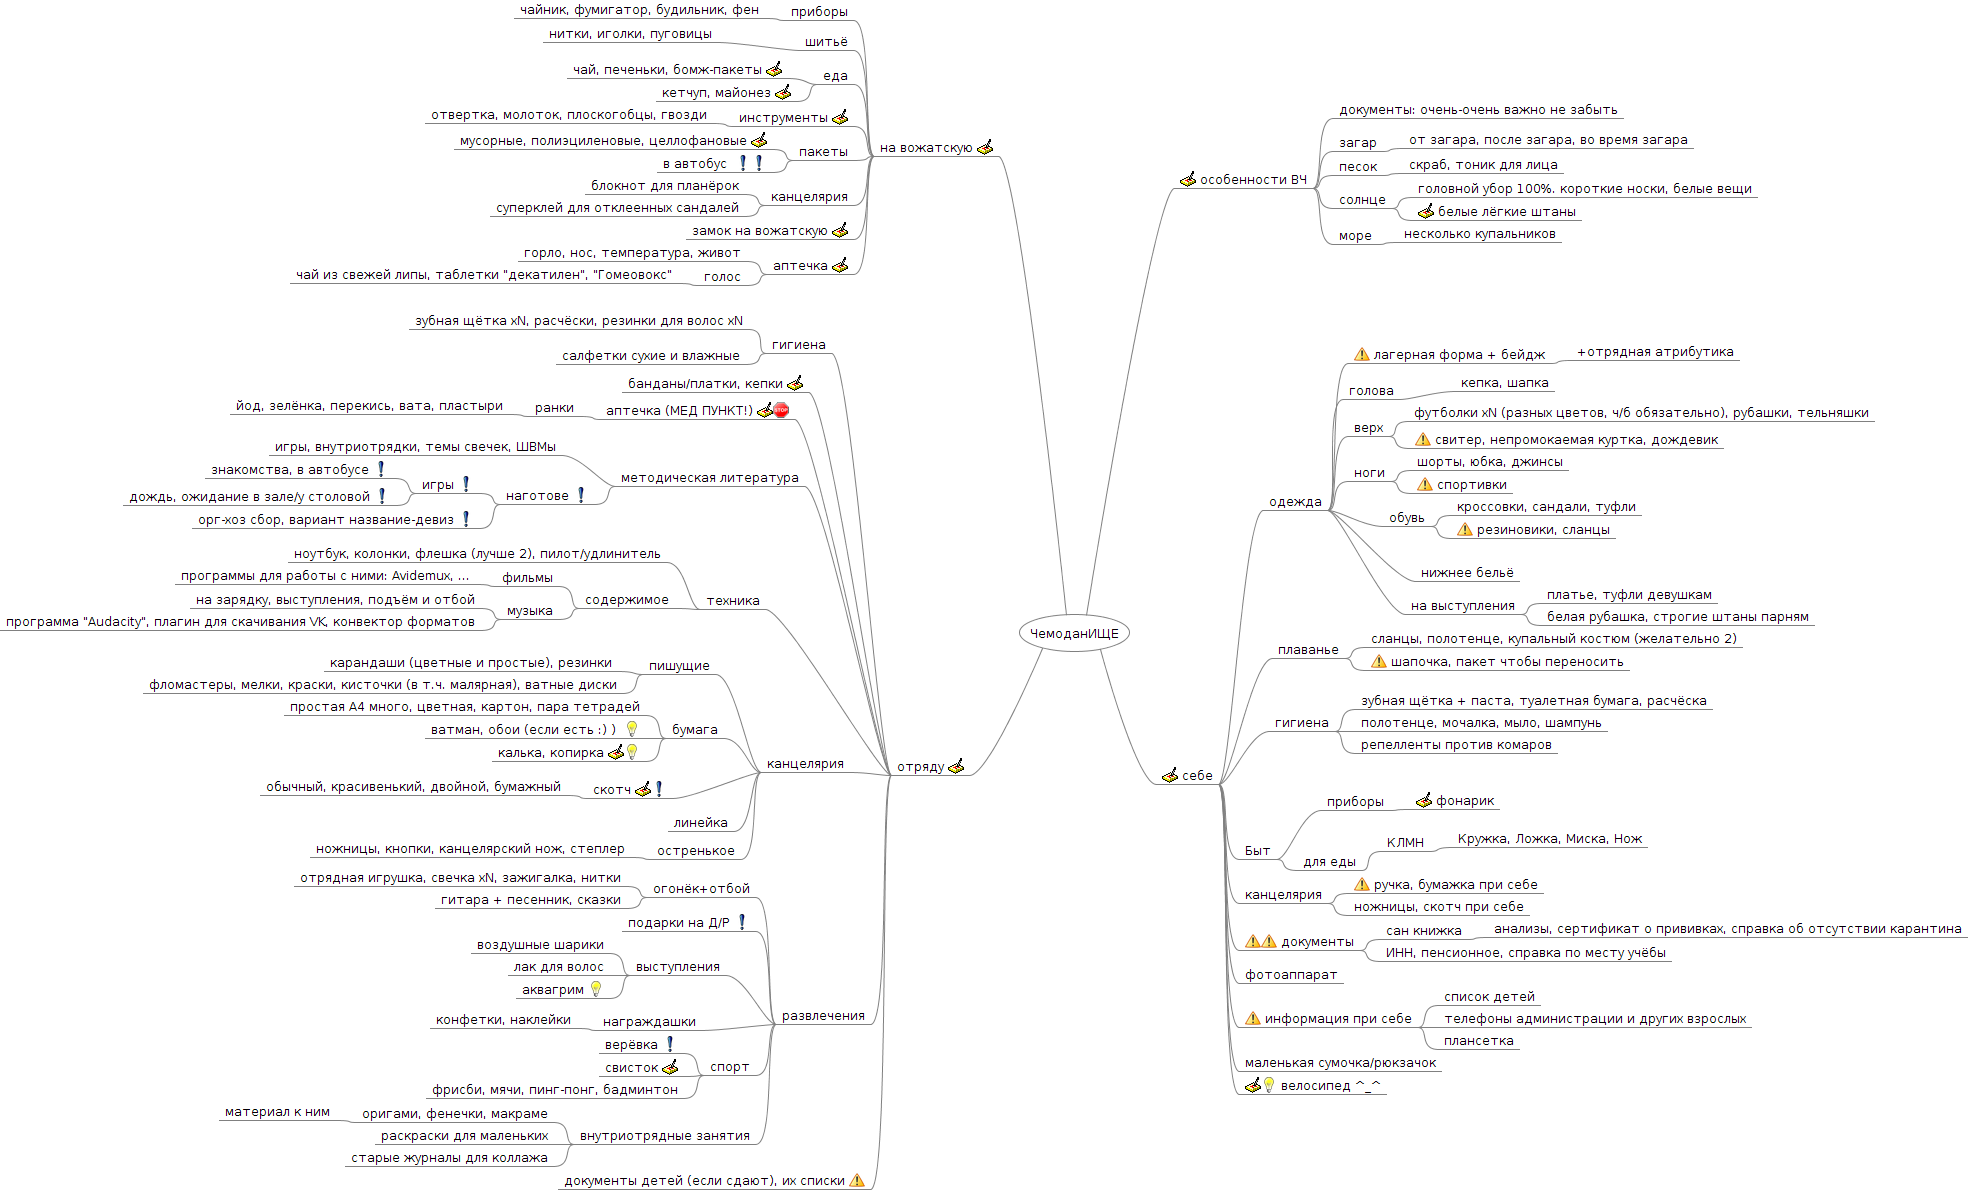 ЧемоданИЩЕ
на вожатскую
приборы
чайник, фумигатор, будильник, фен
шитьё
нитки, иголки, пуговицы
еда
чай, печеньки, бомж-пакеты
кетчуп, майонез
инструменты
отвертка, молоток, плоскогобцы, гвозди
пакеты
мусорные, полиэциленовые, целлофановые
в автобус
канцелярия
блокнот для планёрок
суперклей для отклеенных сандалей
замок на вожатскую
аптечка
горло, нос, температура, живот
голос
чай из свежей липы, таблетки "декатилен", "Гомеовокс"
отряду
гигиена
зубная щётка xN, расчёски, резинки для волос xN
салфетки сухие и влажные
банданы/платки, кепки
аптечка (МЕД ПУНКТ!)
STOP
ранки
йод, зелёнка, перекись, вата, пластыри
методическая литература
игры, внутриотрядки, темы свечек, ШВМы
наготове
игры
знакомства, в автобусе
дождь, ожидание в зале/у столовой
орг-хоз сбор, вариант название-девиз
техника
ноутбук, колонки, флешка (лучше 2), пилот/удлинитель
содержимое
фильмы
программы для работы с ними: Avidemux, ...
музыка
на зарядку, выступления, подъём и отбой
программа "Audacity", плагин для скачивания VK, конвектор форматов
канцелярия
пишущие
карандаши (цветные и простые), резинки
фломастеры, мелки, краски, кисточки (в т.ч. малярная), ватные диски
бумага
простая А4 много, цветная, картон, пара тетрадей
ватман, обои (если есть :) )
калька, копирка
скотч
обычный, красивенький, двойной, бумажный
линейка
остренькое
ножницы, кнопки, канцелярский нож, степлер
развлечения
огонёк+отбой
отрядная игрушка, свечка xN, зажигалка, нитки
гитара + песенник, сказки
подарки на Д/Р
выступления
воздушные шарики
лак для волос
аквагрим
награждашки
конфетки, наклейки
спорт
верёвка
свисток
фрисби, мячи, пинг-понг, бадминтон
внутриотрядные занятия
оригами, фенечки, макраме
материал к ним
раскраски для маленьких
старые журналы для коллажа
документы детей (если сдают), их списки
особенности ВЧ
документы: очень-очень важно не забыть
загар
от загара, после загара, во время загара
песок
скраб, тоник для лица
солнце
головной убор 100%. короткие носки, белые вещи
белые лёгкие штаны
море
несколько купальников
себе
одежда
лагерная форма + бейдж
+отрядная атрибутика
голова
кепка, шапка
верх
футболки xN (разных цветов, ч/б обязательно), рубашки, тельняшки
свитер, непромокаемая куртка, дождевик
ноги
шорты, юбка, джинсы
спортивки
обувь
кроссовки, сандали, туфли
резиновики, сланцы
нижнее бельё
на выступления
платье, туфли девушкам
белая рубашка, строгие штаны парням
плаванье
сланцы, полотенце, купальный костюм (желательно 2)
шапочка, пакет чтобы переносить
гигиена
зубная щётка + паста, туалетная бумага, расчёска
полотенце, мочалка, мыло, шампунь
репелленты против комаров
Быт
приборы
фонарик
для еды
КЛМН
Кружка, Ложка, Миска, Нож
канцелярия
ручка, бумажка при себе
ножницы, скотч при себе
документы
сан книжка
анализы, сертификат о прививках, справка об отсутствии карантина
ИНН, пенсионное, справка по месту учёбы
фотоаппарат
информация при себе
список детей
телефоны администрации и других взрослых
плансетка
маленькая сумочка/рюкзачок
велосипед ^_^